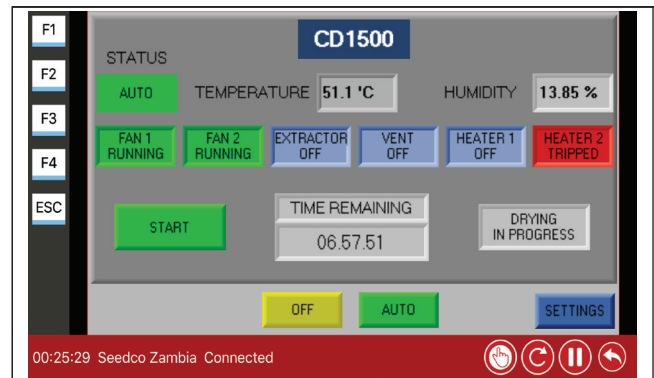 F1
F2
F3
F4
ESC
CD1500
STATUS
AUTO
TEMPERATURE 51.1 'C
HUMIDITY 13.85 %
FAN 1
RUNNING
FAN 2
RUNNING
EXTRACTOR
OFF
VENT
OFF
HEATER 1
OFF
HEATER 2
TRIPPED
START
TIME REMAINING
06.57.51
DRYING
IN PROGRESS
OFF
AUTO
SETTINGS
00:25:29 Seedco Zambia Connected